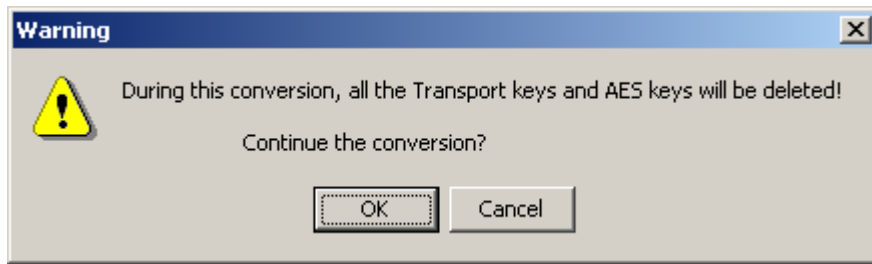 Warning
During this conversion, all the Transport keys and AES keys will be deleted!
Continue the conversion?
OK
Cancel